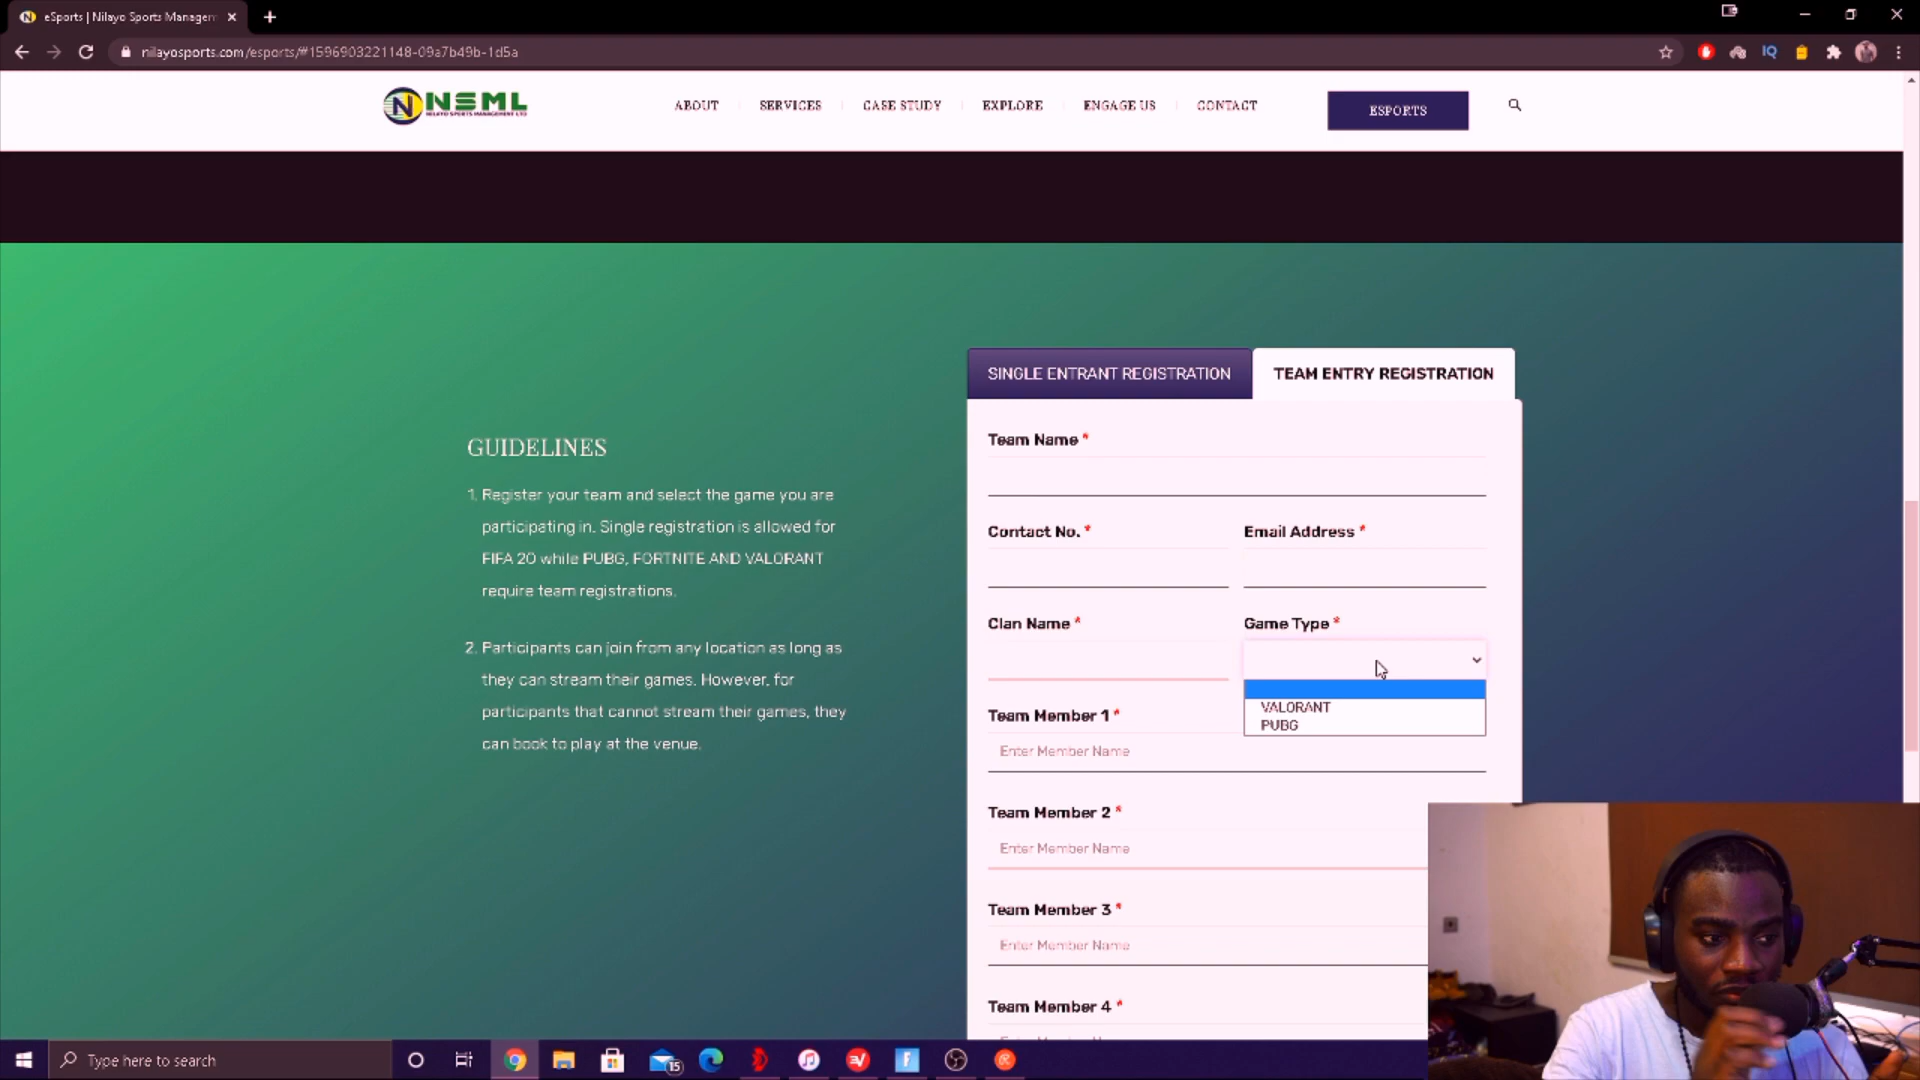 eSports | Nilayo Sports Managem
nilayosports.com/esports/#1596903221148-09a7b49b-1d5a
IQ
N NSML
NILAYO SPORTS MANAGEMENT LTD
ABOUT
SERVICES
CASE STUDY
EXPLORE
ENGAGE US
CONTACT
ESPORTS
GUIDELINES
1. Register your team and select the game you are
participating in. Single registration is allowed for
FIFA 20 while PUBG, FORTNITE AND VALORANT
require team registrations.
2. Participants can join from any location as long as
they can stream their games. However, for
participants that cannot stream their games, they
can book to play at the venue.
SINGLE ENTRANT REGISTRATION
TEAM ENTRY REGISTRATION
Team Name *
Contact No. *
Email Address *
Clan Name *
Game Type *
VALORANT
PUBG
Team Member 1 *
Enter Member Name
Team Member 2 *
Enter Member Name
Team Member 3 *
Enter Member Name
Team Member 4 *
Type here to search
15